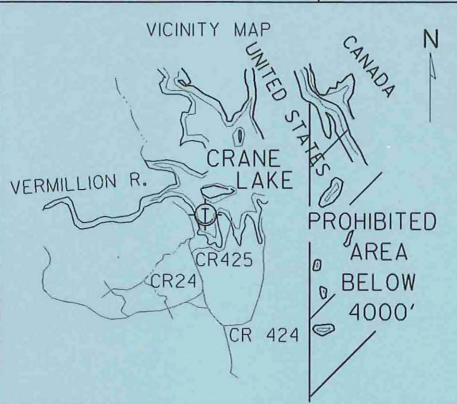 VICINITY MAP
N
UNITED STATES
CANADA
CRANE
LAKE
VERMILLION R.
T
PROHIBITED
AREA
BELOW
4000'
CR425
CR24
CR 424